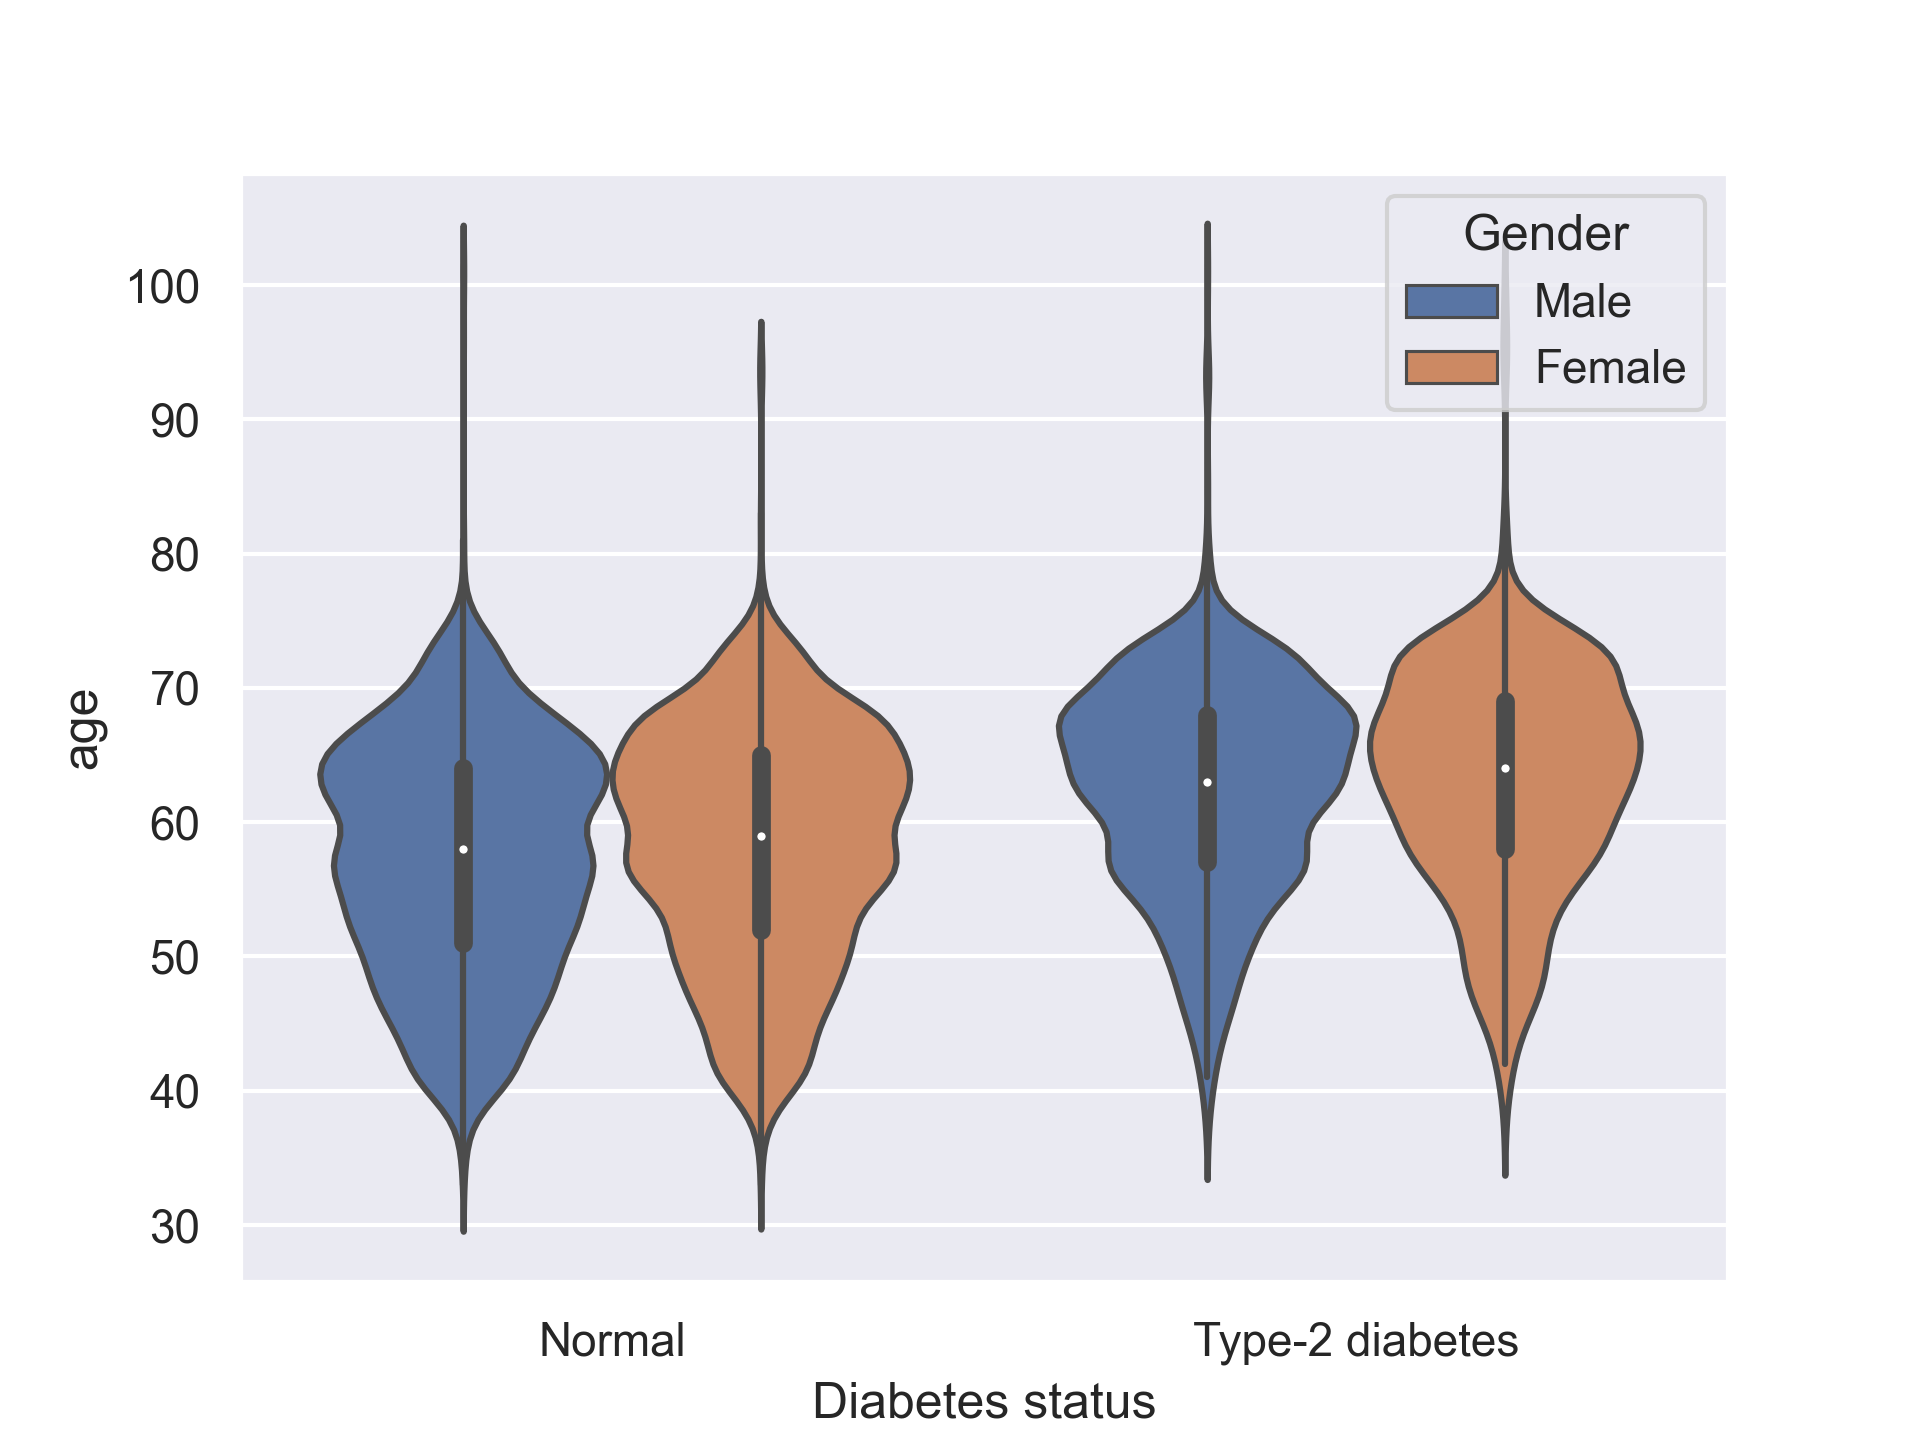 Gender
Male
Female
100
90
80
70
60
50
40
30
age
Normal
Type-2 diabetes
Diabetes status